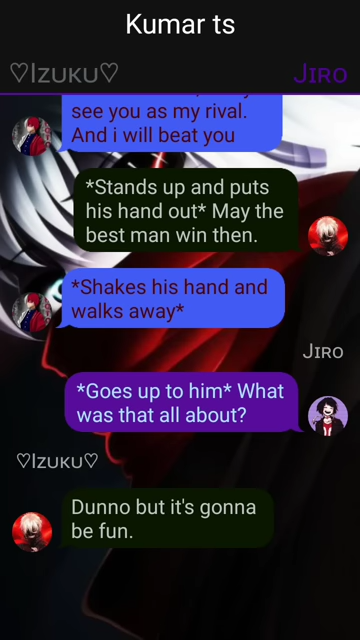 Kumar ts
♡Izuku♡
Jiro
see you as my rival.
And i will beat you
*Stands up and puts
his hand out* May the
best man win then.
*Shakes his hand and
walks away*
Jiro
*Goes up to him* What
was that all about?
♡Izuku♡
Dunno but it's gonna
be fun.